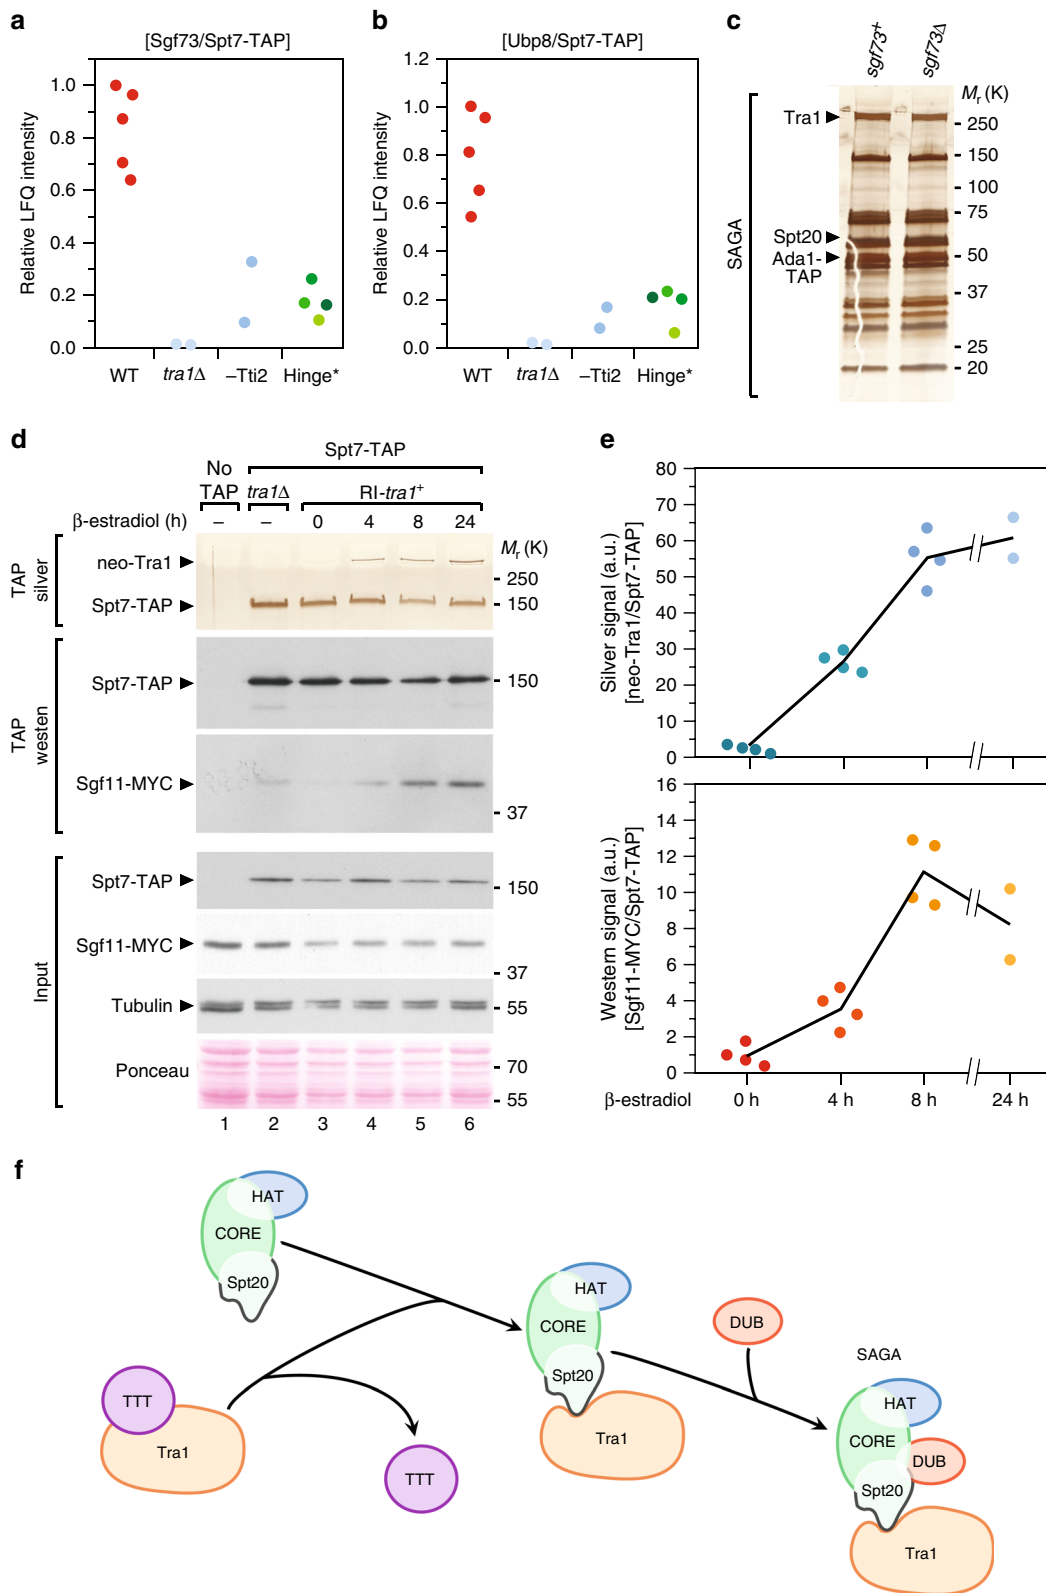 a
[Sgf73/Spt7-TAP]
Relative LFQ intensity
1.0
0.8
0.6
0.4
0.2
0.0
WT
tra1Δ
–Tti2
Hinge*
b
[Ubp8/Spt7-TAP]
Relative LFQ intensity
1.2
1.0
0.8
0.6
0.4
0.2
0.0
WT
tra1Δ
–Tti2
Hinge*
c
sgf73+
sgf73Δ
Mr (K)
SAGA
Tra1
Spt20
Ada1-
TAP
250
150
100
75
50
37
25
20
d
Spt7-TAP
No
TAP
tra1Δ
RI-tra1+
β-estradiol (h)
– – 0 4 8 24
TAP
silver
neo-Tra1
Spt7-TAP
Mr (K)
250
150
TAP
westen
Spt7-TAP
150
Sgf11-MYC
37
Input
Spt7-TAP
150
Sgf11-MYC
37
Tubulin
55
Ponceau
70
55
1 2 3 4 5 6
e
Silver signal (a.u.)
[neo-Tra1/Spt7-TAP]
80
70
60
50
30
20
10
0
Western signal (a.u.)
[Sgf11-MYC/Spt7-TAP]
16
14
12
10
8
6
4
2
0
β-estradiol
0 h
4 h
8 h
24 h
f
HAT
CORE
Spt20
TTT
Tra1
TTT
HAT
CORE
Spt20
Tra1
DUB
SAGA
HAT
CORE
DUB
Spt20
Tra1